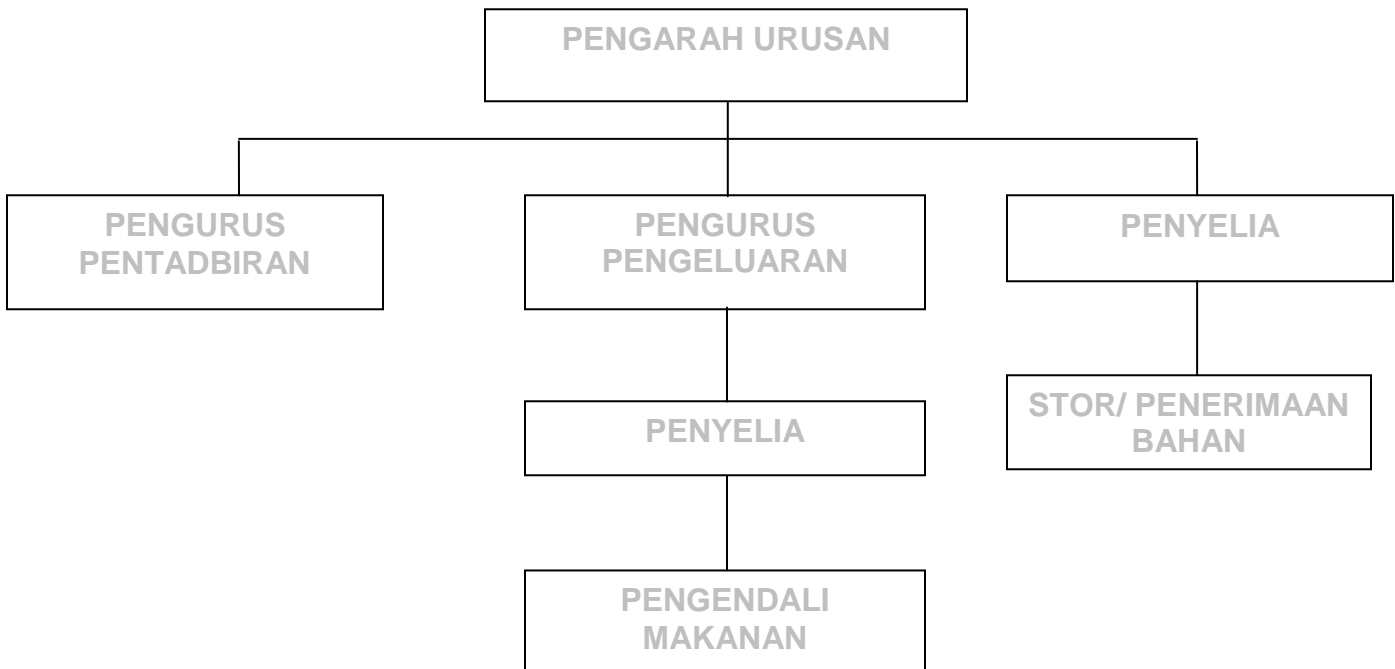 PENGARAH URUSAN
PENGURUS
PENTADBIRAN
PENGURUS
PENGELUARAN
PENYELIA
PENYELIA
STOR/ PENERIMAAN
BAHAN
PENGENDALI
MAKANAN